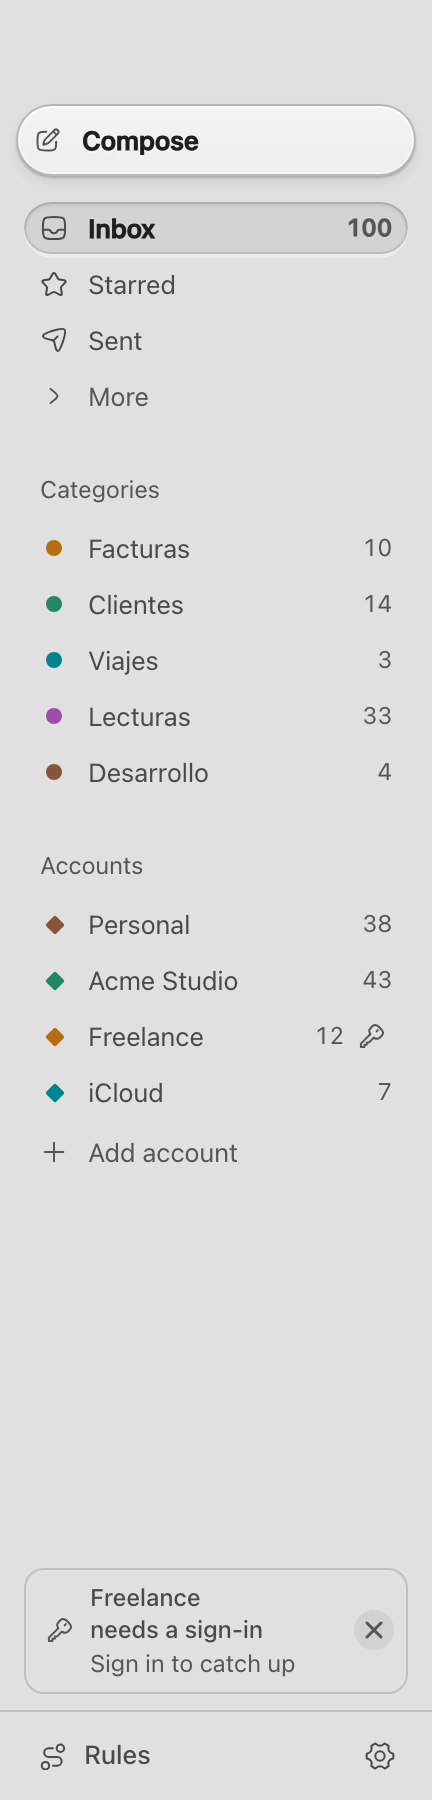 Compose
Inbox 100
Starred
Sent
More
Categories
Facturas 10
Clientes 14
Viajes 3
Lecturas 33
Desarrollo 4
Accounts
Personal 38
Acme Studio 43
Freelance 12
iCloud 7
Add account
Freelance
needs a sign-in
Sign in to catch up
Rules